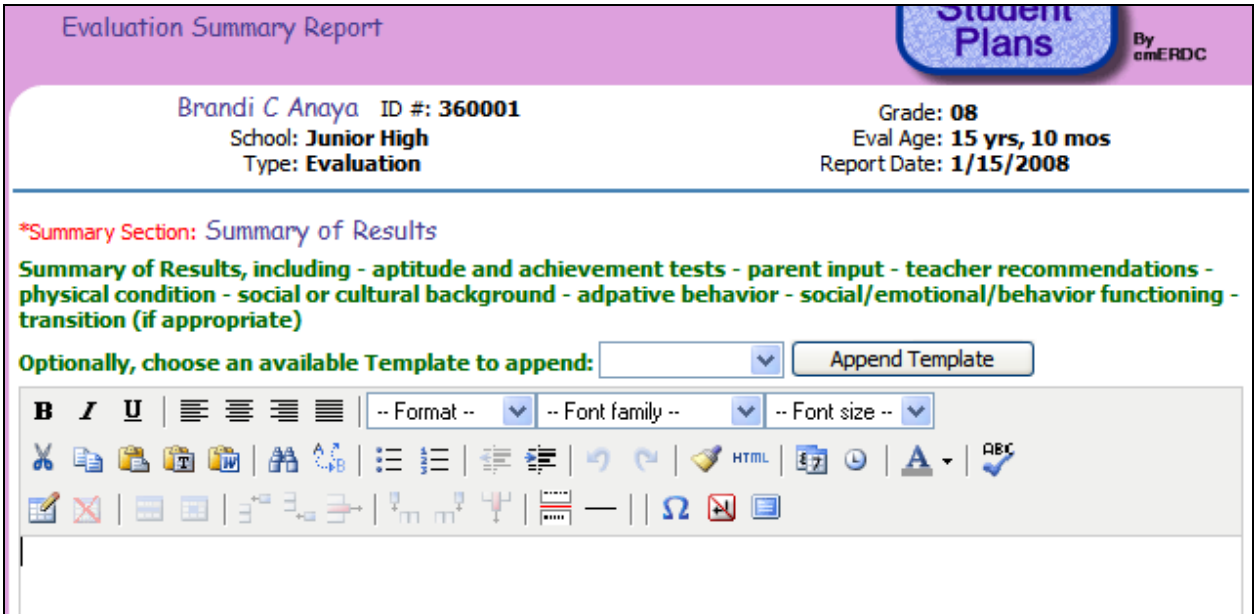 Evaluation Summary Report
Student
Plans
By
cmERDC
Brandi C Anaya ID #: 360001
School: Junior High
Type: Evaluation
Grade: 08
Eval Age: 15 yrs, 10 mos
Report Date: 1/15/2008
*Summary Section: Summary of Results
Summary of Results, including - aptitude and achievement tests - parent input - teacher recommendations -
physical condition - social or cultural background - adpative behavior - social/emotional/behavior functioning -
transition (if appropriate)
Optionally, choose an available Template to append: Append Template
B I U -- Format -- -- Font family -- -- Font size --
HTML A ABC
Ω